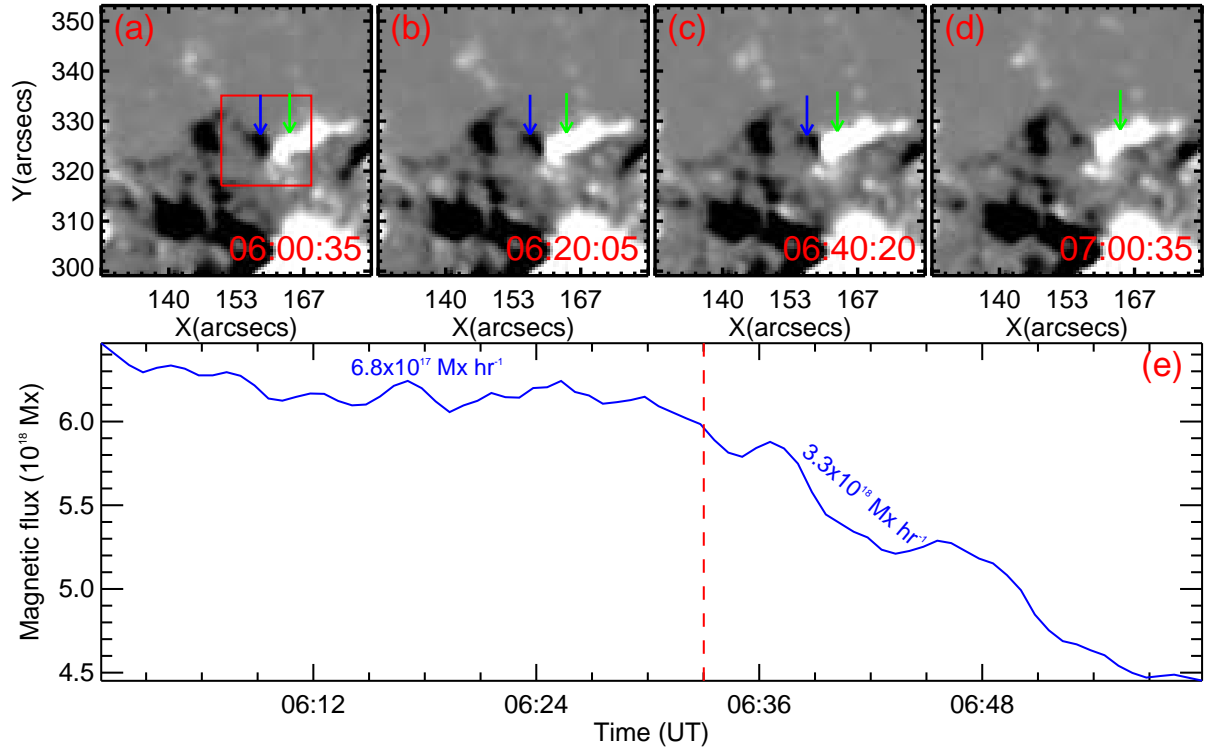 (a) (b) (c) (d)
350
340
330
320
310
300
Y(arcsecs)
06:00:35 06:20:05 06:40:20 07:00:35
140 153 167 140 153 167 140 153 167 140 153 167
X(arcsecs) X(arcsecs) X(arcsecs) X(arcsecs)
6.8x10¹⁷ Mx hr⁻¹
(e)
3.3x10¹⁸ Mx hr⁻¹
6.0
5.5
5.0
4.5
Magnetic flux (10¹⁸ Mx)
06:12 06:24 06:36 06:48
Time (UT)